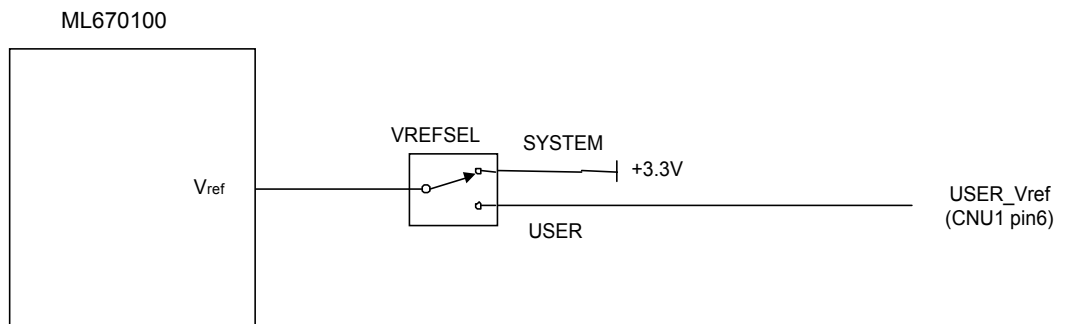 ML670100
VREFSEL
SYSTEM
+3.3V
Vref
USER_Vref
(CNU1 pin6)
USER